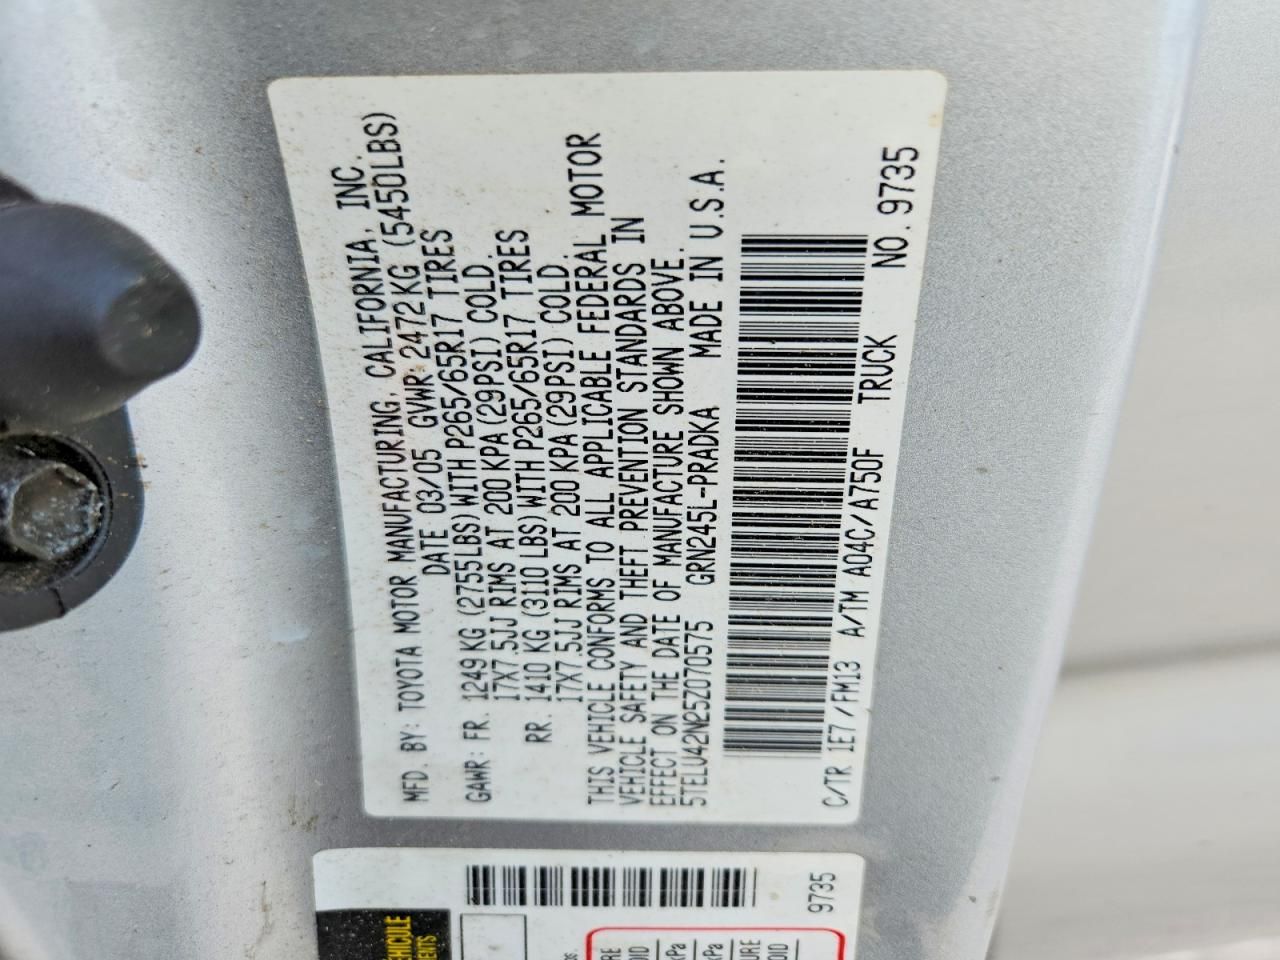 MFD. BY: TOYOTA MOTOR MANUFACTURING, CALIFORNIA, INC.
DATE 03/05 GVWR 2472KG (5450LBS)
GAWR: FR. 1249KG (2755LBS) WITH P265/65R17 TIRES
17X7.5JJ RIMS AT 200 KPA (29PSI) COLD.
RR. 1410 KG (3110 LBS) WITH P265/65R17 TIRES
17X7.5JJ RIMS AT 200 KPA (29PSI) COLD.
THIS VEHICLE CONFORMS TO ALL APPLICABLE FEDERAL MOTOR
VEHICLE SAFETY AND THEFT PREVENTION STANDARDS IN
EFFECT ON THE DATE OF MANUFACTURE SHOWN ABOVE.
5TELU42N25Z070575 GRN245L-PRADKA MADE IN U.S.A.
C/TR 1E7/FM13 A/TM A04C/A750F TRUCK NO. 9735
9735